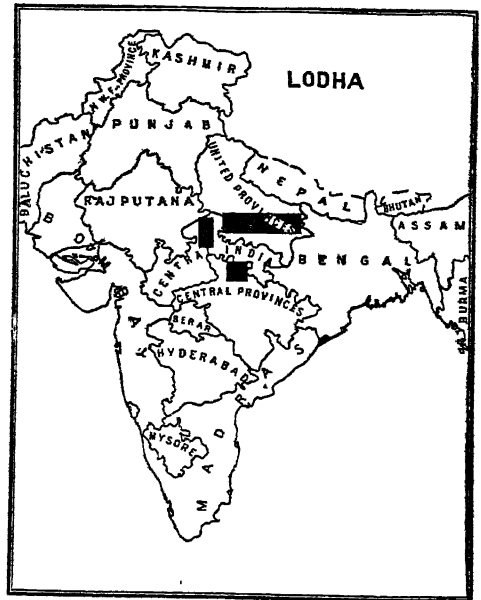 LODHA
KASHMIR
N.W.F. PROVINCE
PUNJAB
BALUCHISTAN
UNITED PROVINCES
NEPAL
BHUTAN
ASSAM
RAJPUTANA
BOMBAY
CENTRAL INDIA
BENGAL
BURMA
CENTRAL PROVINCES
BERAR
HYDERABAD
MADRAS
MYSORE